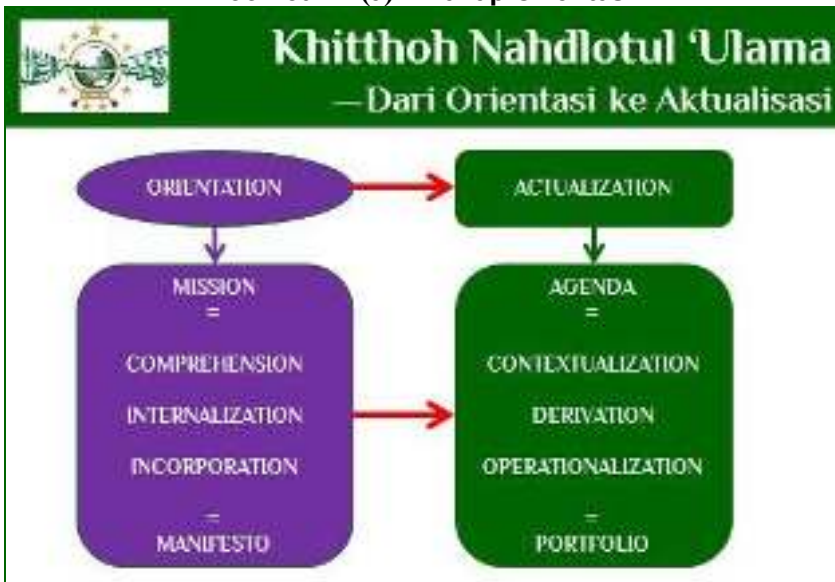 Khitthoh Nahdlotul ‘Ulama
—Dari Orientasi ke Aktualisasi
ORIENTATION
ACTUALIZATION
MISSION
=
COMPREHENSION
INTERNALIZATION
INCORPORATION
=
MANIFESTO
AGENDA
=
CONTEXTUALIZATION
DERIVATION
OPERATIONALIZATION
=
PORTFOLIO